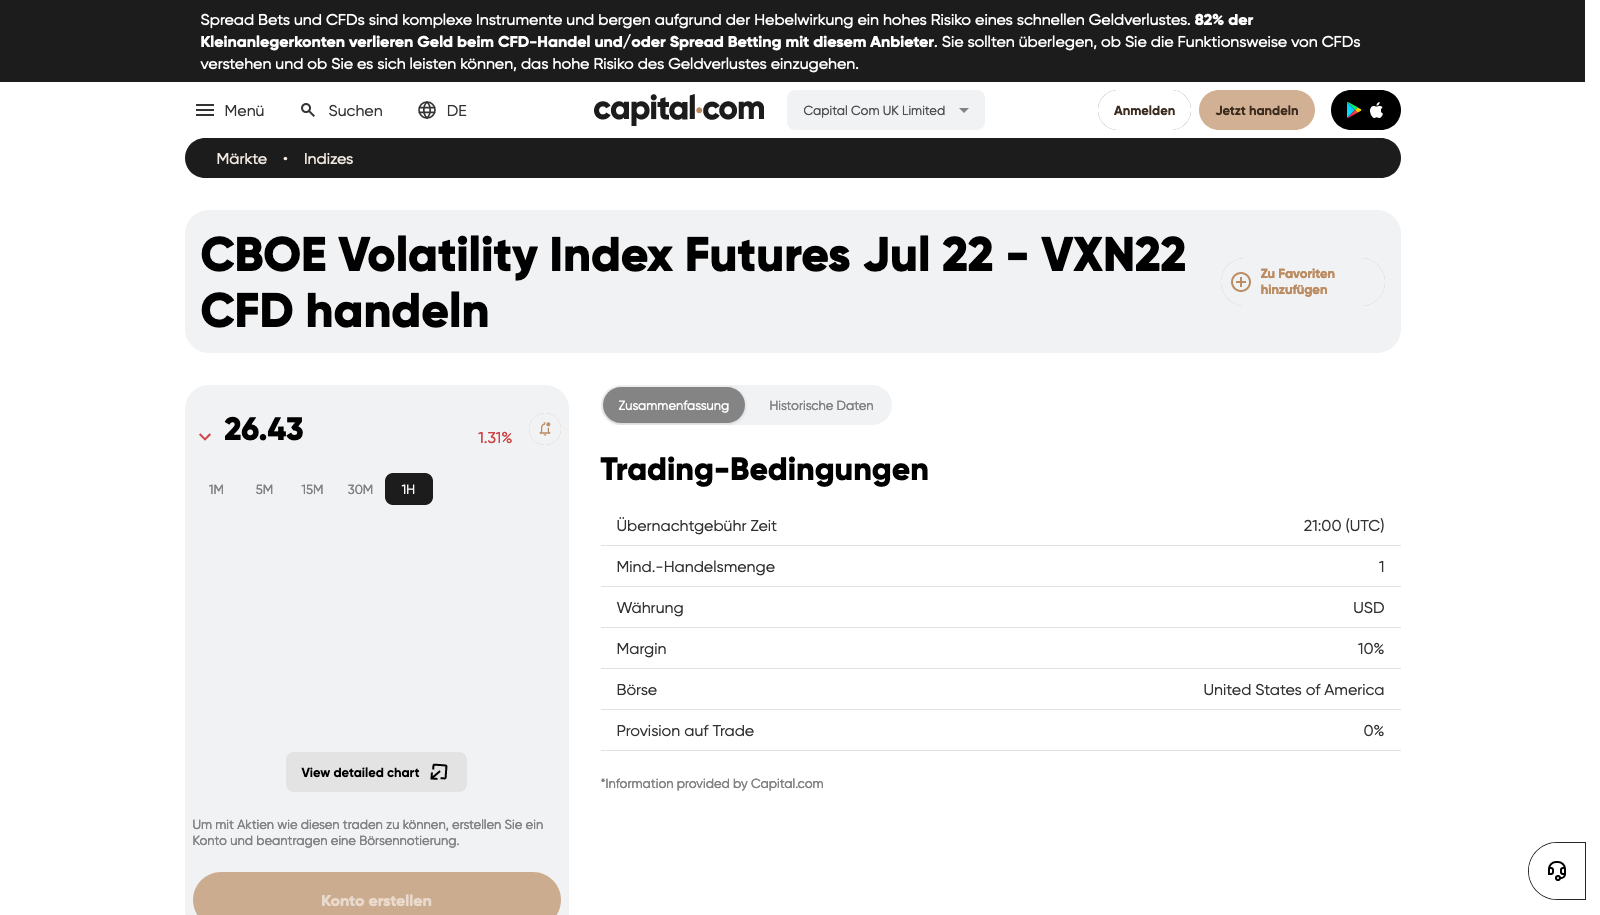 Spread Bets und CFDs sind komplexe Instrumente und bergen aufgrund der Hebelwirkung ein hohes Risiko eines schnellen Geldverlustes. 82% der
Kleinanlegerkonten verlieren Geld beim CFD-Handel und/oder Spread Betting mit diesem Anbieter. Sie sollten überlegen, ob Sie die Funktionsweise von CFDs
verstehen und ob Sie es sich leisten können, das hohe Risiko des Geldverlustes einzugehen.
Menü Suchen DE capital.com Capital Com UK Limited Anmelden Jetzt handeln
Märkte • Indizes
CBOE Volatility Index Futures Jul 22 - VXN22
CFD handeln
Zu Favoriten
hinzufügen
26.43 1.31%
1M 5M 15M 30M 1H
View detailed chart
Um mit Aktien wie diesen traden zu können, erstellen Sie ein
Konto und beantragen eine Börsennotierung.
Konto erstellen
Zusammenfassung Historische Daten
Trading-Bedingungen
Übernachtgebühr Zeit 21:00 (UTC)
Mind.-Handelsmenge 1
Währung USD
Margin 10%
Börse United States of America
Provision auf Trade 0%
*Information provided by Capital.com